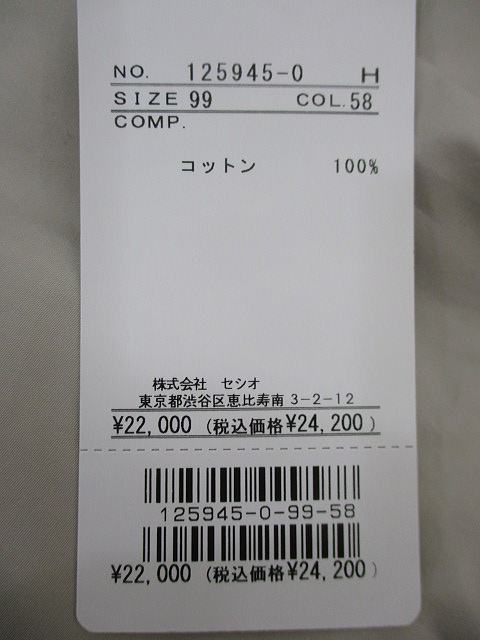 NO. 125945-0 H
SIZE 99 COL.58
COMP.
コットン 100%
株式会社 セシオ
東京都渋谷区恵比寿南 3-2-12
¥22,000 (税込価格¥24,200)
125945-0-99-58
¥22,000 (税込価格¥24,200)